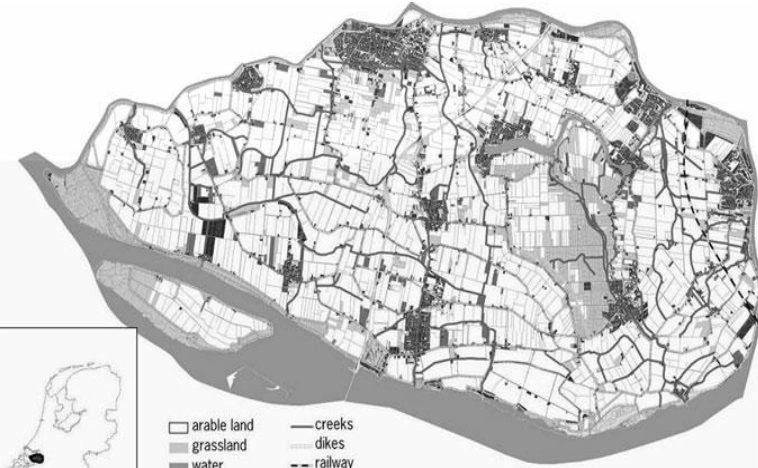 arable land
grassland
water
creeks
dikes
railway